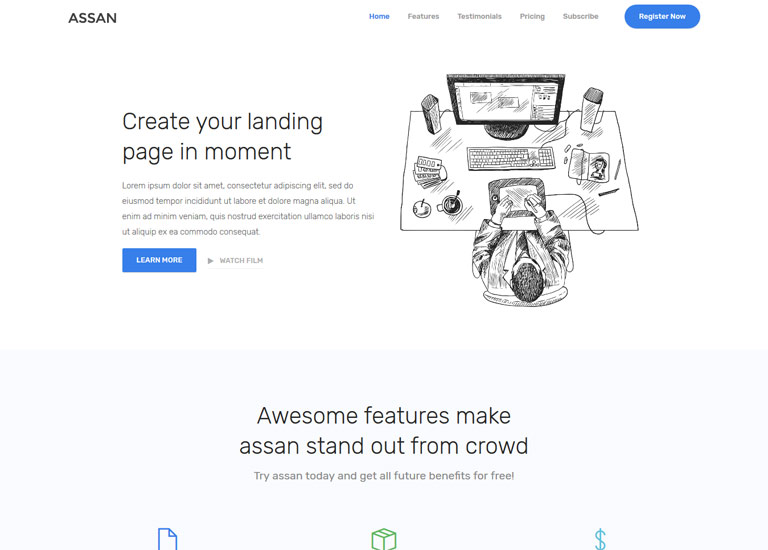 ASSAN
Home Features Testimonials Pricing Subscribe Register Now
Create your landing
page in moment
Lorem ipsum dolor sit amet, consectetur adipiscing elit, sed do
eiusmod tempor incididunt ut labore et dolore magna aliqua. Ut
enim ad minim veniam, quis nostrud exercitation ullamco laboris nisi
ut aliquip ex ea commodo consequat.
LEARN MORE WATCH FILM
Awesome features make
assan stand out from crowd
Try assan today and get all future benefits for free!